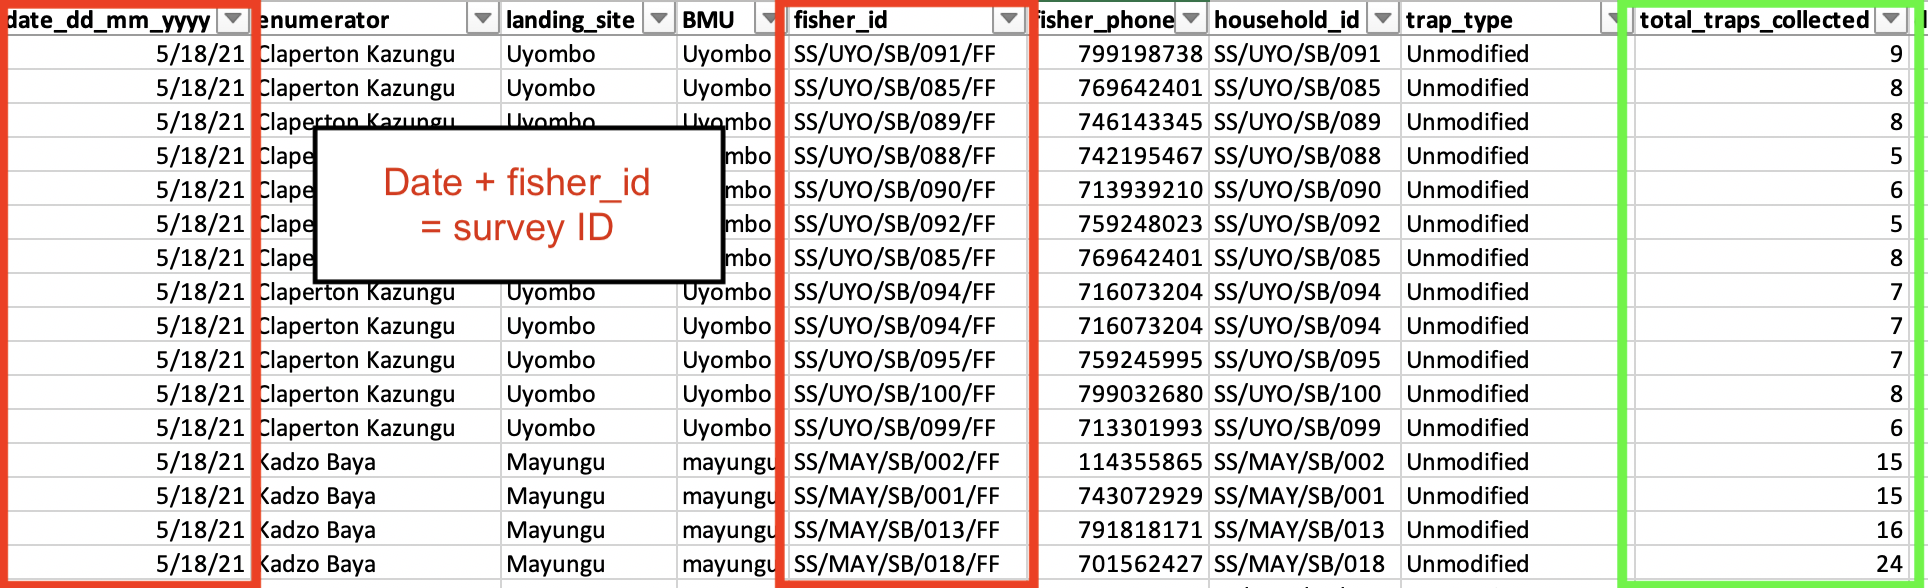 date_dd_mm_yyyy enumerator landing_site BMU fisher_id fisher_phone household_id trap_type total_traps_collected
5/18/21 Claperton Kazungu Uyombo Uyombo SS/UYO/SB/091/FF 799198738 SS/UYO/SB/091 Unmodified 9
5/18/21 Claperton Kazungu Uyombo Uyombo SS/UYO/SB/085/FF 769642401 SS/UYO/SB/085 Unmodified 8
5/18/21 Claperton Kazungu Uyombo Uyombo SS/UYO/SB/089/FF 746143345 SS/UYO/SB/089 Unmodified 8
5/18/21 Clape mbo SS/UYO/SB/088/FF 742195467 SS/UYO/SB/088 Unmodified 5
5/18/21 Clape mbo SS/UYO/SB/090/FF 713939210 SS/UYO/SB/090 Unmodified 6
5/18/21 Clape mbo SS/UYO/SB/092/FF 759248023 SS/UYO/SB/092 Unmodified 5
5/18/21 Clape mbo SS/UYO/SB/085/FF 769642401 SS/UYO/SB/085 Unmodified 8
Date + fisher_id
= survey ID
5/18/21 Claperton Kazungu Uyombo Uyombo SS/UYO/SB/094/FF 716073204 SS/UYO/SB/094 Unmodified 7
5/18/21 Claperton Kazungu Uyombo Uyombo SS/UYO/SB/094/FF 716073204 SS/UYO/SB/094 Unmodified 7
5/18/21 Claperton Kazungu Uyombo Uyombo SS/UYO/SB/095/FF 759245995 SS/UYO/SB/095 Unmodified 7
5/18/21 Claperton Kazungu Uyombo Uyombo SS/UYO/SB/100/FF 799032680 SS/UYO/SB/100 Unmodified 8
5/18/21 Claperton Kazungu Uyombo Uyombo SS/UYO/SB/099/FF 713301993 SS/UYO/SB/099 Unmodified 6
5/18/21 Kadzo Baya Mayungu mayungu SS/MAY/SB/002/FF 114355865 SS/MAY/SB/002 Unmodified 15
5/18/21 Kadzo Baya Mayungu mayungu SS/MAY/SB/001/FF 743072929 SS/MAY/SB/001 Unmodified 15
5/18/21 Kadzo Baya Mayungu mayungu SS/MAY/SB/013/FF 791818171 SS/MAY/SB/013 Unmodified 16
5/18/21 Kadzo Baya Mayungu mayungu SS/MAY/SB/018/FF 701562427 SS/MAY/SB/018 Unmodified 24